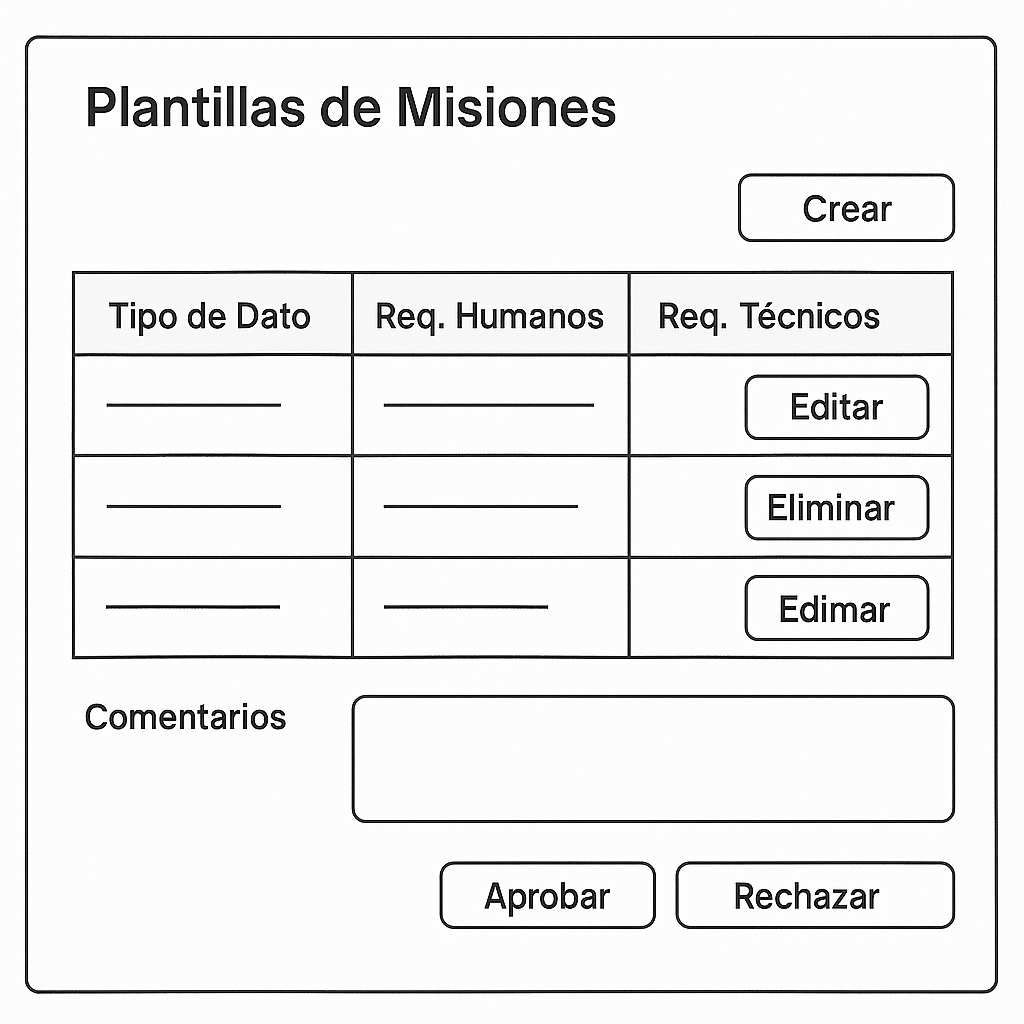 Plantillas de Misiones
Crear
Tipo de Dato Req. Humanos Req. Técnicos
Editar
Eliminar
Edimar
Comentarios
Aprobar Rechazar